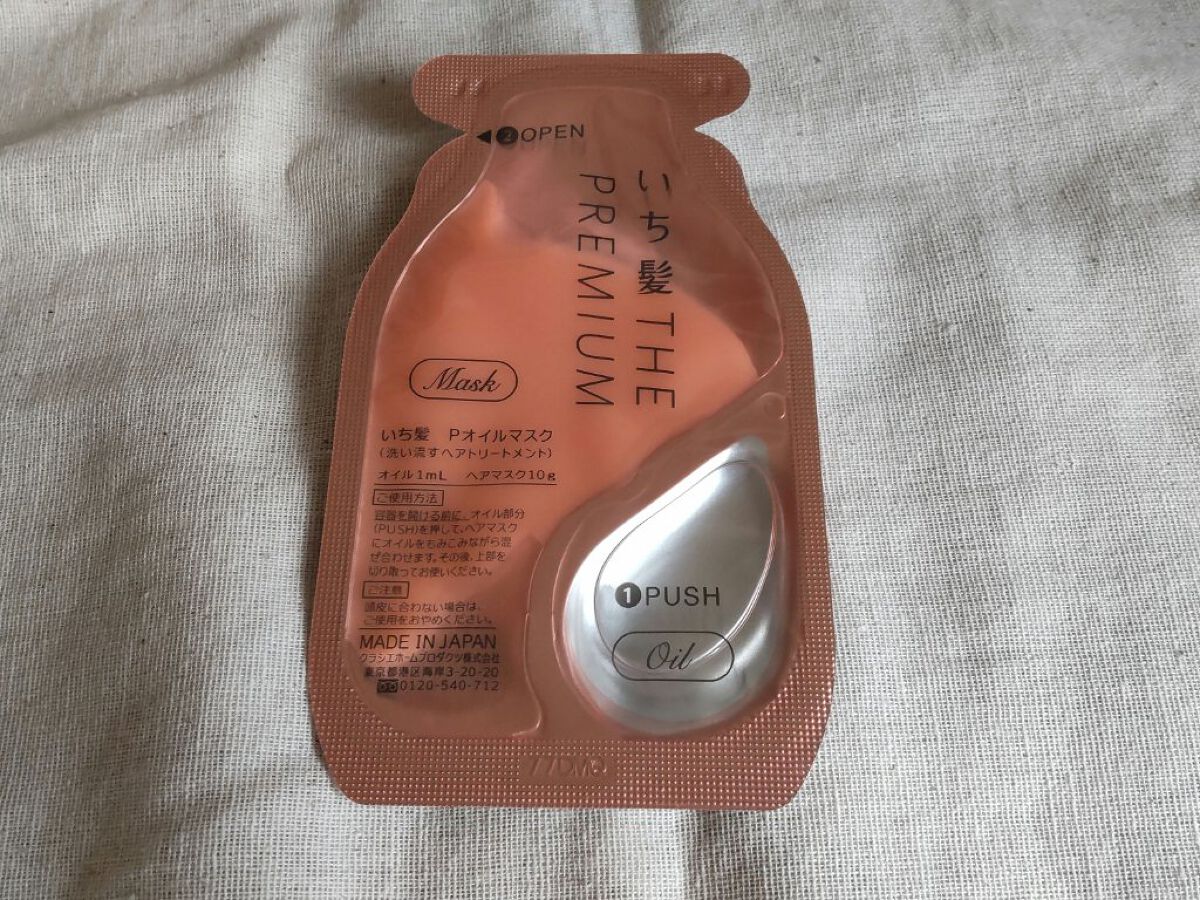 ◀❷OPEN
いち髪 THE
PREMIUM
Mask
いち髪 Pオイルマスク
(洗い流すヘアトリートメント)
オイル1mL ヘアマスク10g
ご使用方法
容器を開ける前に、オイル部分
(PUSH)を押して、ヘアマスク
にオイルをもみこみながら混
ぜ合わせます。その後、上部を
切り取ってお使いください。
ご注意
頭皮に合わない場合は、
ご使用をおやめください。
MADE IN JAPAN
クラシエホームプロダクツ株式会社
東京都港区海岸3-20-20
0120-540-712
❶PUSH
Oil